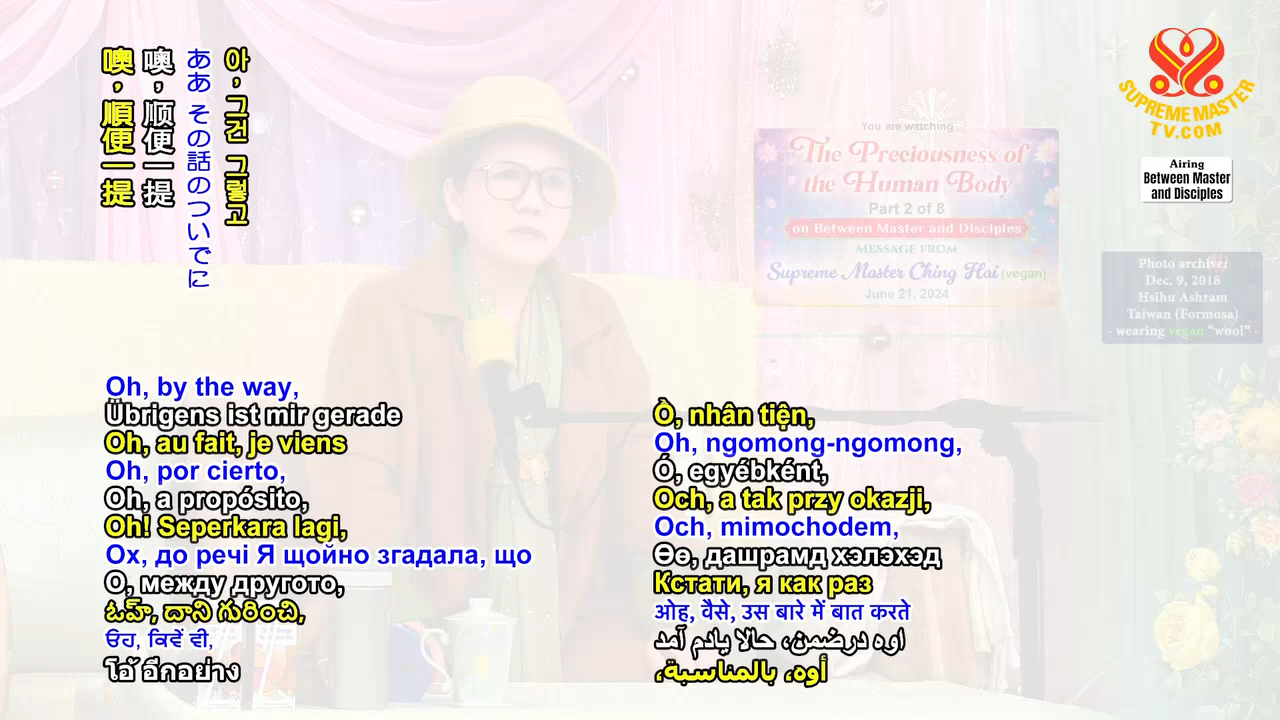 噢，順便一提
噢，顺便一提
ああ その話のついでに
아, 그건 그렇고
SUPREME MASTER
TV.COM
Airing
Between Master
and Disciples
You are watching
The Preciousness of
the Human Body
Part 2 of 8
on Between Master and Disciples
MESSAGE FROM
Supreme Master Ching Hai (vegan)
June 21, 2024
Photo archive:
Dec. 9, 2018
Hsihu Ashram
Taiwan (Formosa)
- wearing vegan “wool” -
Oh, by the way,
Übrigens ist mir gerade
Oh, au fait, je viens
Oh, por cierto,
Oh, a propósito,
Oh! Seperkara lagi,
Ох, до речі Я щойно згадала, що
О, между другото,
ఓహ్, దాని గురించి,
ਓਹ, ਕਿਵੇਂ ਵੀ,
โอ้ อีกอย่าง
Ò, nhân tiện,
Oh, ngomong-ngomong,
Ó, egyébként,
Och, a tak przy okazji,
Och, mimochodem,
Өө, дашрамд хэлэхэд
Кстати, я как раз
ओह, वैसे, उस बारे में बात करते
اوه درضمن، حالا یادم آمد
أوه، بالمناسبة،